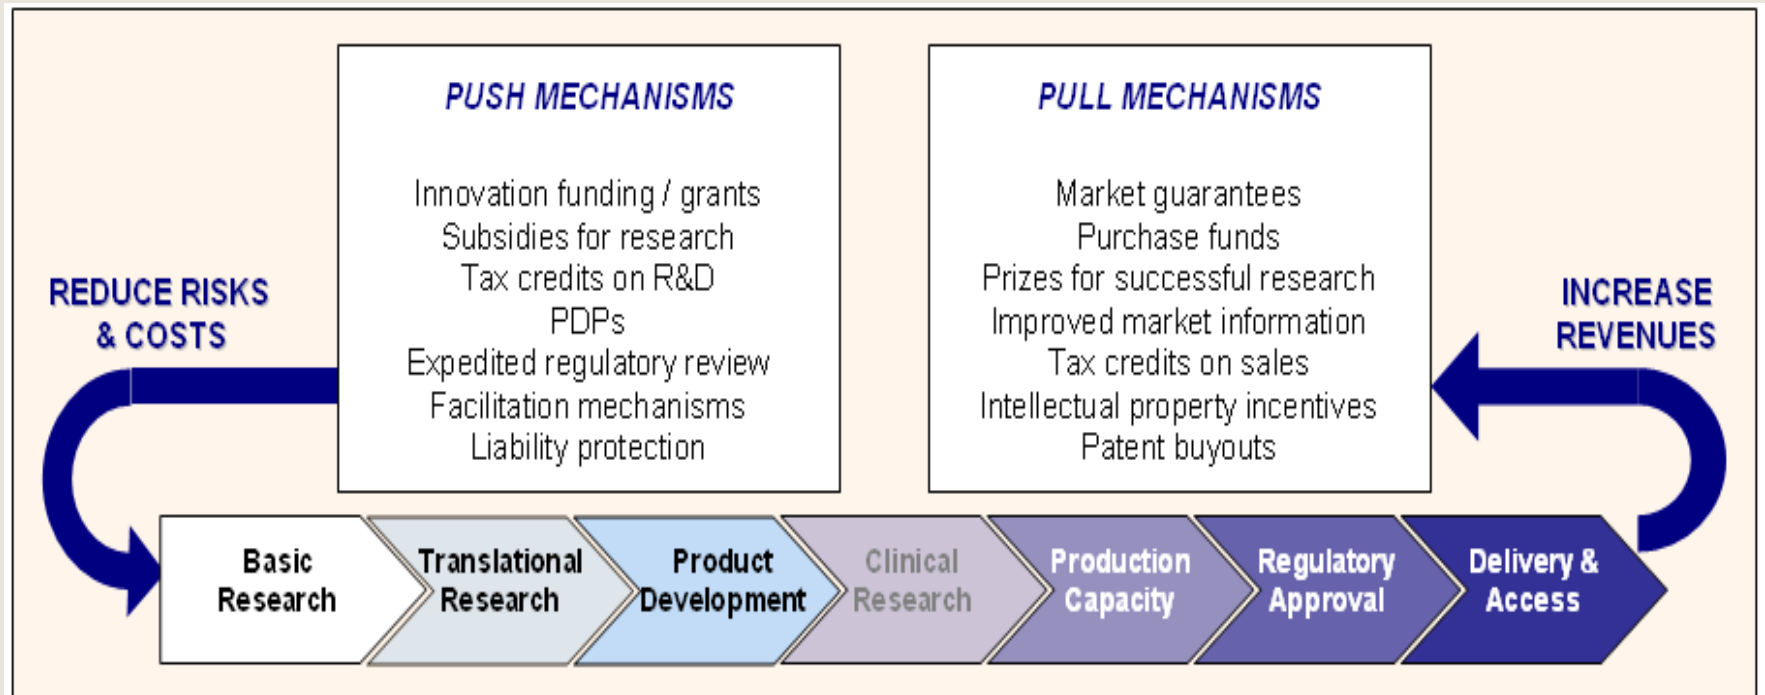 PUSH MECHANISMS
Innovation funding / grants
Subsidies for research
Tax credits on R&D
PDPs
Expedited regulatory review
Facilitation mechanisms
Liability protection
PULL MECHANISMS
Market guarantees
Purchase funds
Prizes for successful research
Improved market information
Tax credits on sales
Intellectual property incentives
Patent buyouts
REDUCE RISKS
& COSTS
INCREASE
REVENUES
Basic
Research
Translational
Research
Product
Development
Clinical
Research
Production
Capacity
Regulatory
Approval
Delivery &
Access